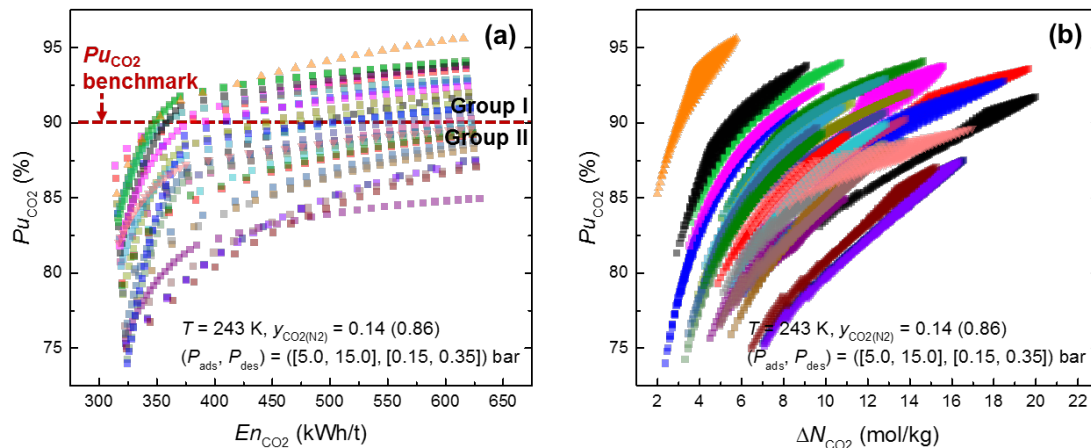 (a)
Pu_CO2
benchmark
Group I
Group II
T = 243 K, y_CO2(N2) = 0.14 (0.86)
(P_ads, P_des) = ([5.0, 15.0], [0.15, 0.35]) bar
95
90
85
80
75
Pu_CO2 (%)
300 350 400 450 500 550 600 650
En_CO2 (kWh/t)
(b)
T = 243 K, y_CO2(N2) = 0.14 (0.86)
(P_ads, P_des) = ([5.0, 15.0], [0.15, 0.35]) bar
95
90
85
80
75
Pu_CO2 (%)
2 4 6 8 10 12 14 16 18 20 22
ΔN_CO2 (mol/kg)